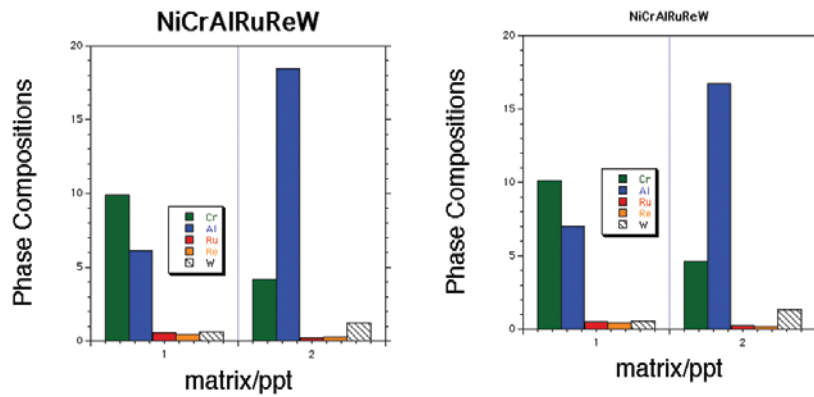 NiCrAlRuReW
Phase Compositions
20
15
10
5
0
Cr
Al
Ru
Re
W
1
2
matrix/ppt
NiCrAlRuReW
Phase Compositions
20
15
10
5
0
Cr
Al
Ru
Re
W
1
2
matrix/ppt